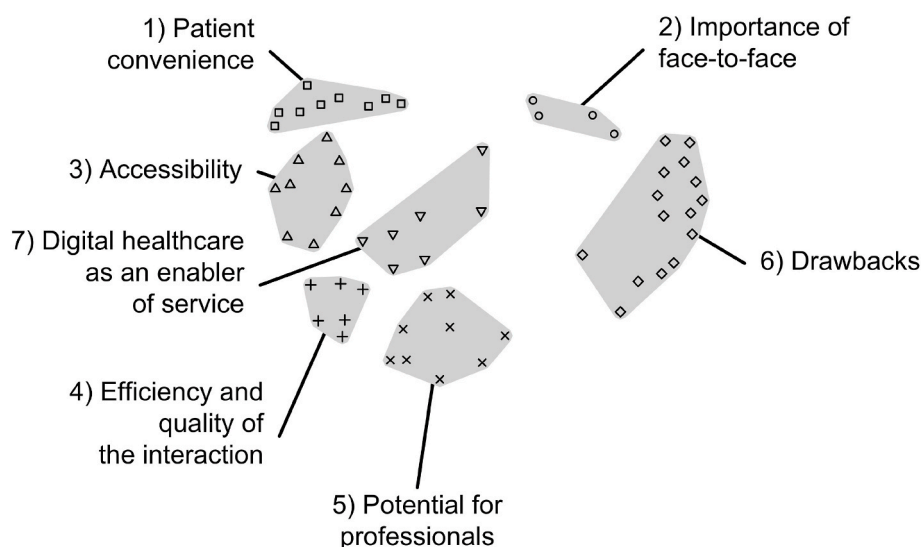 1) Patient
convenience
2) Importance of
face-to-face
3) Accessibility
7) Digital healthcare
as an enabler
of service
6) Drawbacks
4) Efficiency and
quality of
the interaction
5) Potential for
professionals